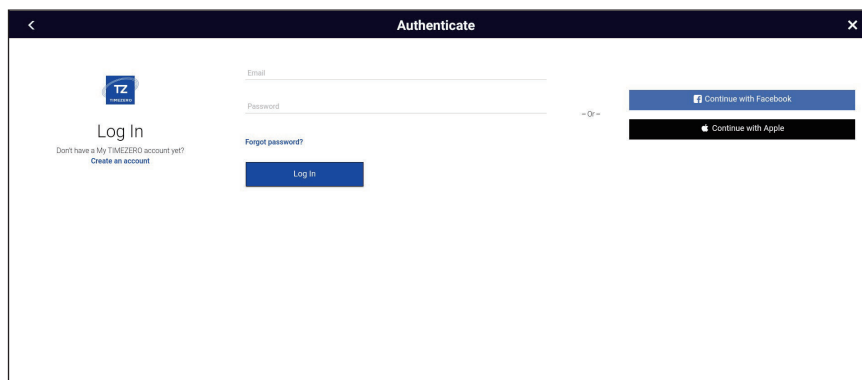 Authenticate
TZ
TIMEZERO
Log In
Don't have a My TIMEZERO account yet?
Create an account
Email
Password
Forgot password?
Log In
– Or –
Continue with Facebook
Continue with Apple